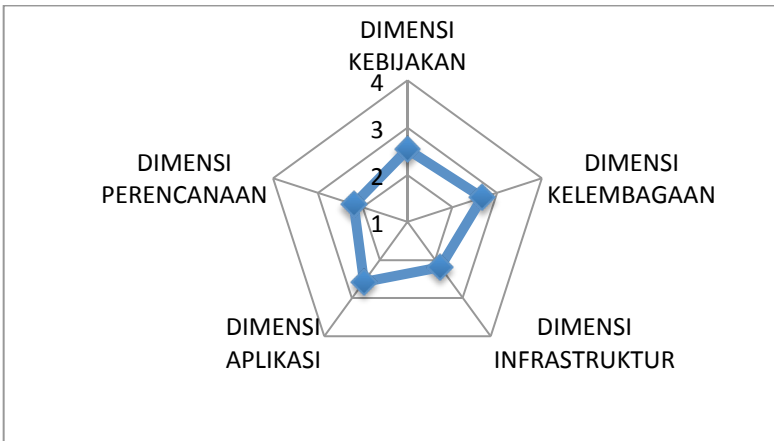 DIMENSI
KEBIJAKAN
4
3
2
1
DIMENSI
KELEMBAGAAN
DIMENSI
INFRASTRUKTUR
DIMENSI
APLIKASI
DIMENSI
PERENCANAAN